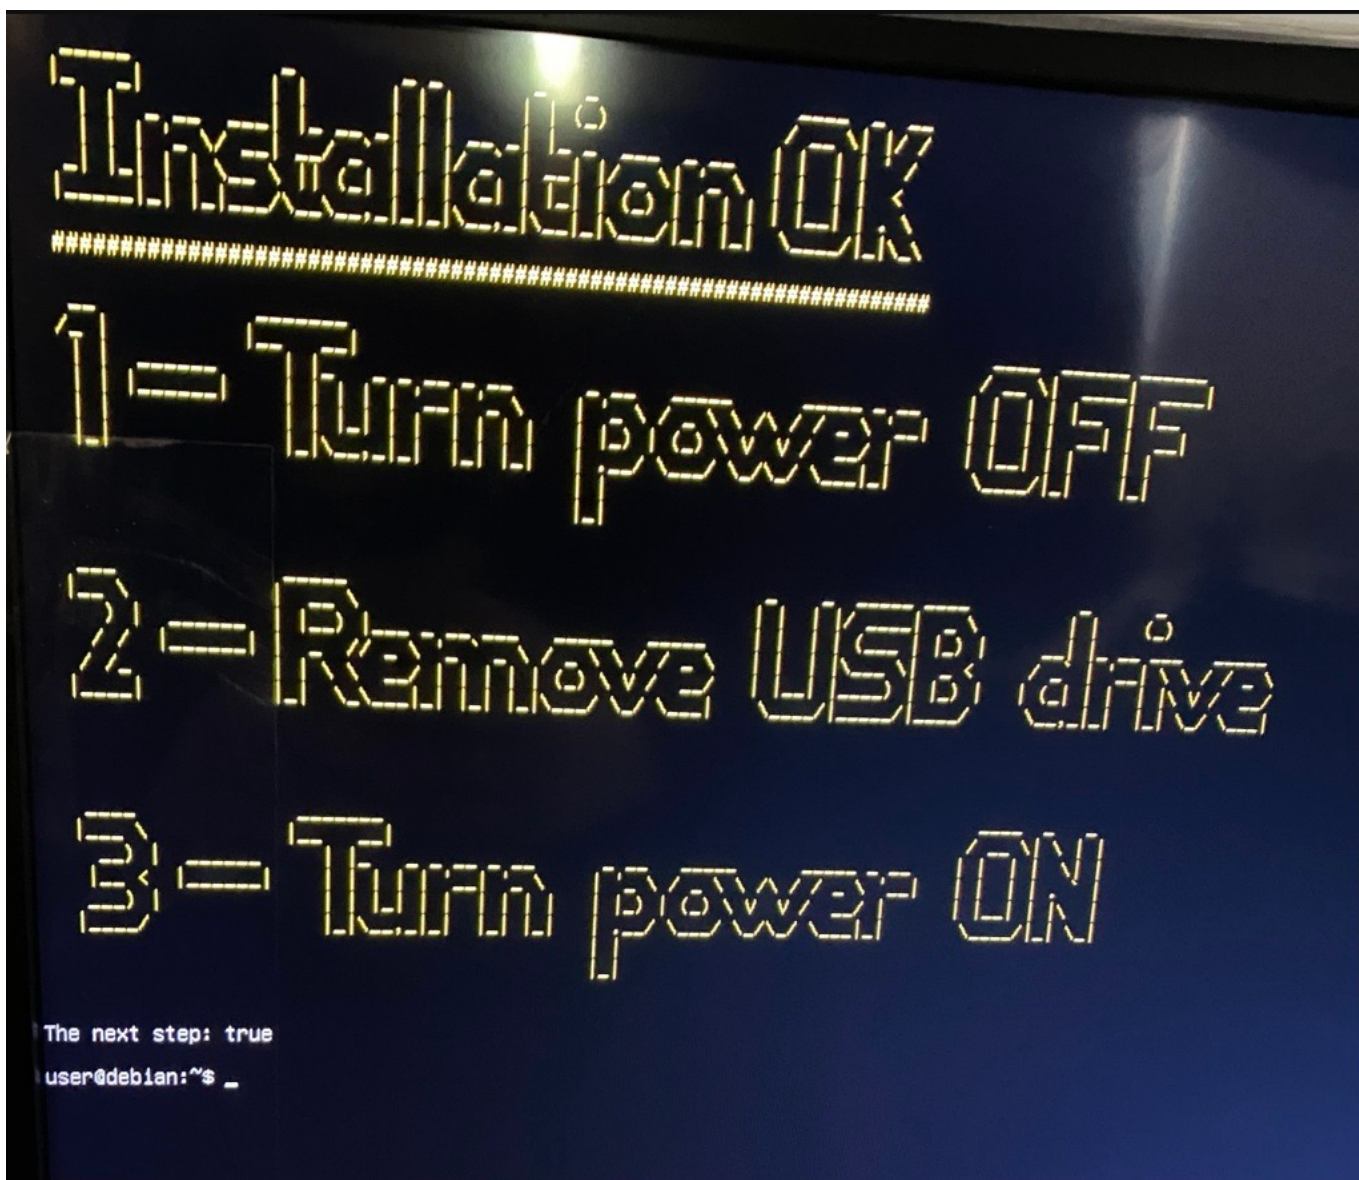 Installation OK
################################################################################
1- Turn power OFF
2- Remove USB drive
3- Turn power ON
The next step: true
user@debian:~$ _